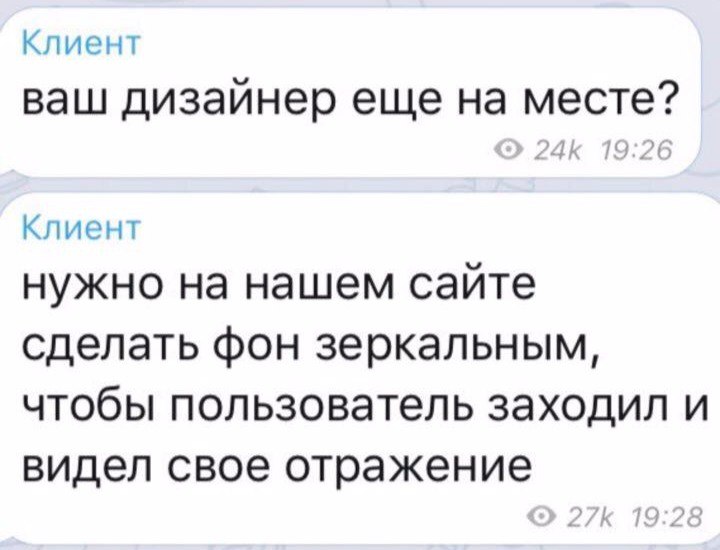 Клиент
ваш дизайнер еще на месте?
24k 19:26
Клиент
нужно на нашем сайте
сделать фон зеркальным,
чтобы пользователь заходил и
видел свое отражение
27k 19:28